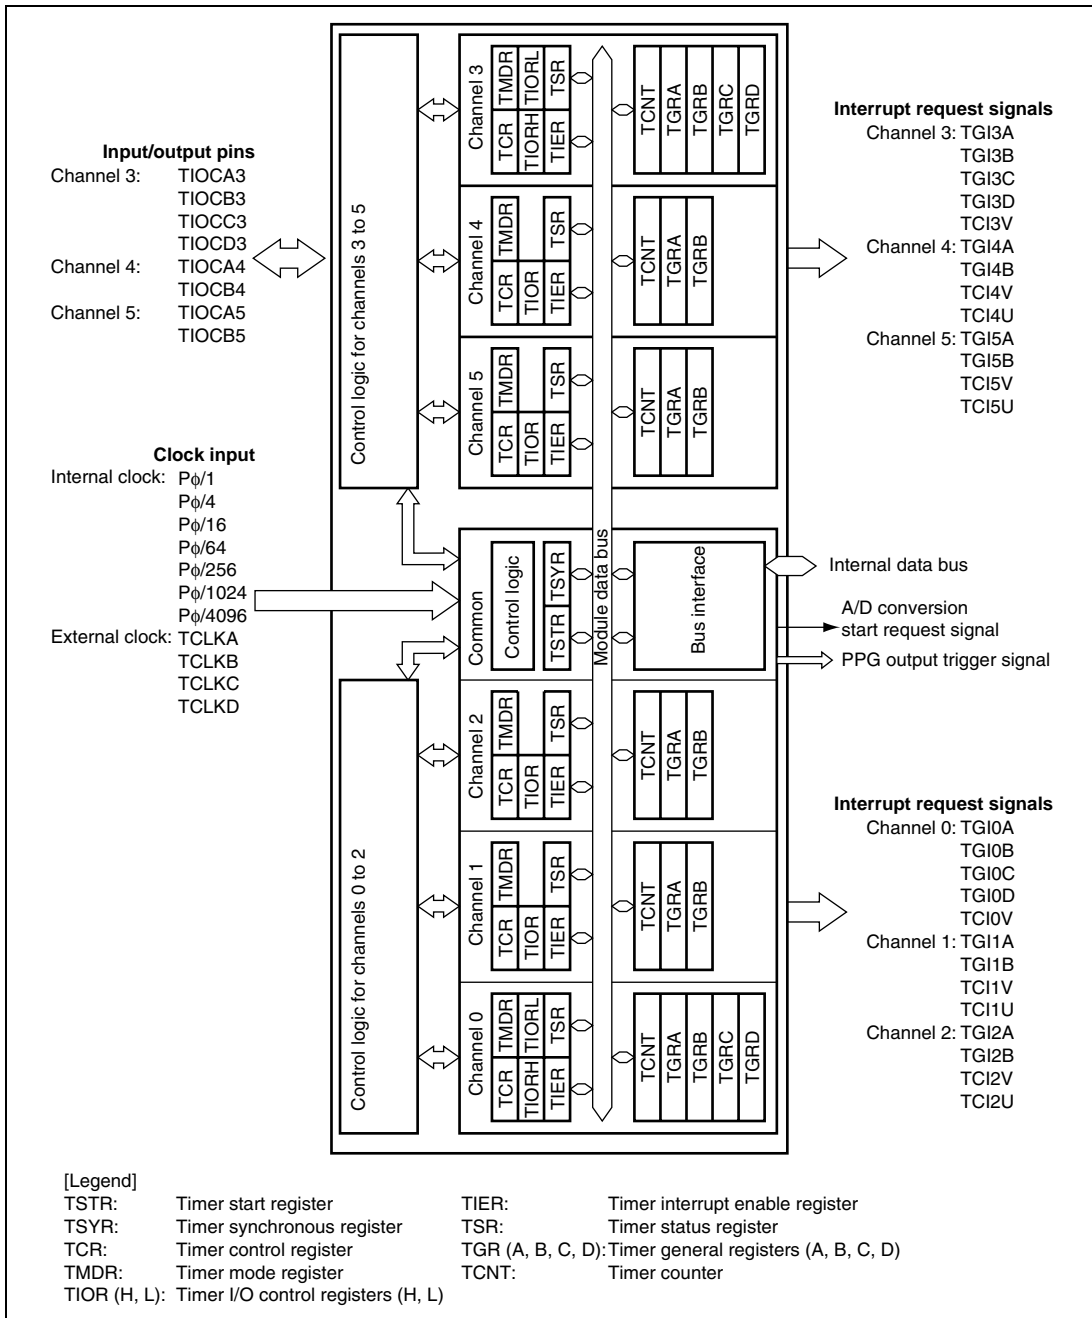 Input/output pins
Channel 3: TIOCA3
TIOCB3
TIOCC3
TIOCD3
Channel 4: TIOCA4
TIOCB4
Channel 5: TIOCA5
TIOCB5
Clock input
Internal clock: Pϕ/1
Pϕ/4
Pϕ/16
Pϕ/64
Pϕ/256
Pϕ/1024
Pϕ/4096
External clock: TCLKA
TCLKB
TCLKC
TCLKD
Control logic for channels 3 to 5
Control logic for channels 0 to 2
Channel 3
TCR TMDR
TIORH TIORL
TIER TSR
TCNT
TGRA
TGRB
TGRC
TGRD
Channel 4
TCR TMDR
TIOR
TIER TSR
TCNT
TGRA
TGRB
Channel 5
TCR TMDR
TIOR
TIER TSR
TCNT
TGRA
TGRB
Common
Control logic
TSTR TSYR
Module data bus
Bus interface
Channel 2
TCR TMDR
TIOR
TIER TSR
TCNT
TGRA
TGRB
Channel 1
TCR TMDR
TIOR
TIER TSR
TCNT
TGRA
TGRB
Channel 0
TCR TMDR
TIORH TIORL
TIER TSR
TCNT
TGRA
TGRB
TGRC
TGRD
Interrupt request signals
Channel 3: TGI3A
TGI3B
TGI3C
TGI3D
TCI3V
Channel 4: TGI4A
TGI4B
TCI4V
TCI4U
Channel 5: TGI5A
TGI5B
TCI5V
TCI5U
Internal data bus
A/D conversion
start request signal
PPG output trigger signal
Interrupt request signals
Channel 0: TGI0A
TGI0B
TGI0C
TGI0D
TCI0V
Channel 1: TGI1A
TGI1B
TCI1V
TCI1U
Channel 2: TGI2A
TGI2B
TCI2V
TCI2U
[Legend]
TSTR: Timer start register
TSYR: Timer synchronous register
TCR: Timer control register
TMDR: Timer mode register
TIOR (H, L): Timer I/O control registers (H, L)
TIER: Timer interrupt enable register
TSR: Timer status register
TGR (A, B, C, D): Timer general registers (A, B, C, D)
TCNT: Timer counter